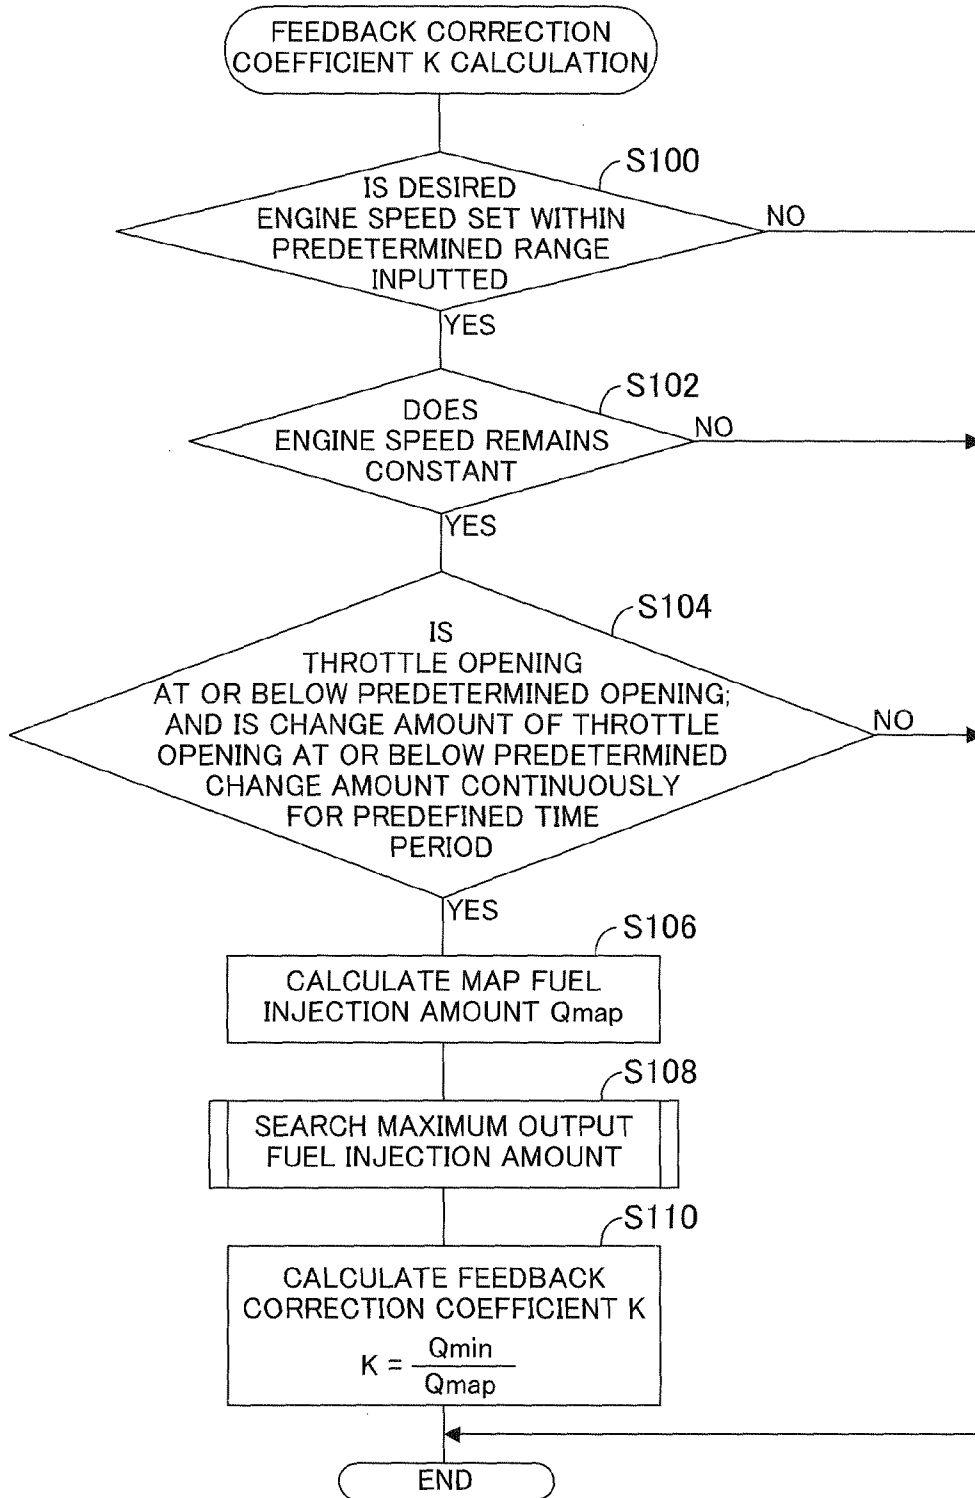 FEEDBACK CORRECTION
COEFFICIENT K CALCULATION
S100
IS DESIRED
ENGINE SPEED SET WITHIN
PREDETERMINED RANGE
INPUTTED
NO
YES
S102
DOES
ENGINE SPEED REMAINS
CONSTANT
NO
YES
S104
IS
THROTTLE OPENING
AT OR BELOW PREDETERMINED OPENING;
AND IS CHANGE AMOUNT OF THROTTLE
OPENING AT OR BELOW PREDETERMINED
CHANGE AMOUNT CONTINUOUSLY
FOR PREDEFINED TIME
PERIOD
NO
YES
S106
CALCULATE MAP FUEL
INJECTION AMOUNT Qmap
S108
SEARCH MAXIMUM OUTPUT
FUEL INJECTION AMOUNT
S110
CALCULATE FEEDBACK
CORRECTION COEFFICIENT K
K = Qmin
Qmap
END